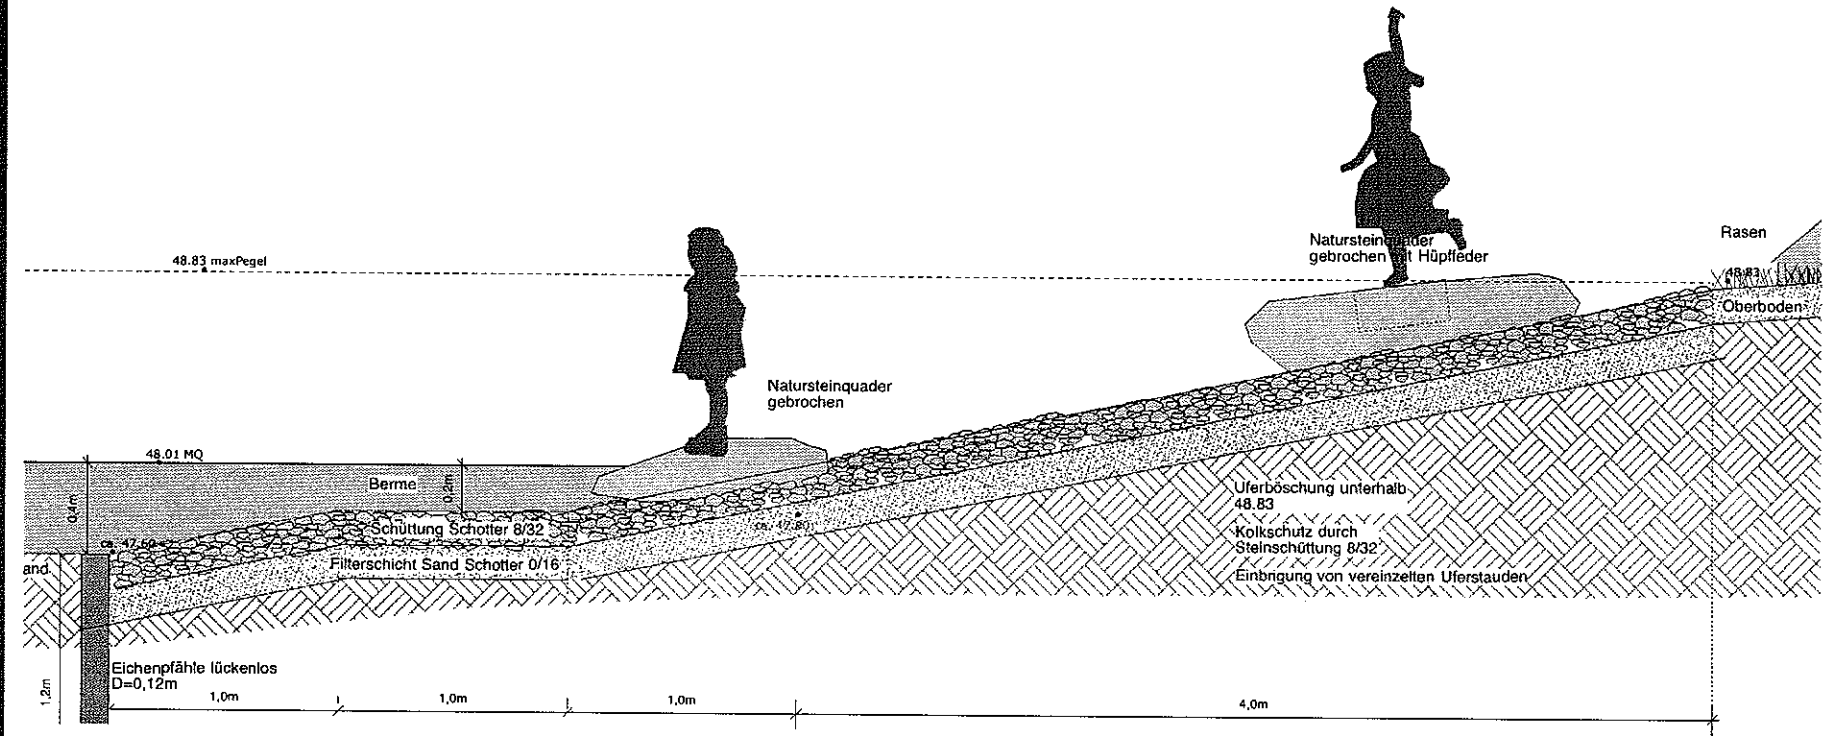 48.83 maxPegel
Natursteinquader
gebrochen mit Hüpffeder
Rasen
48.83
Oberboden
Natursteinquader
gebrochen
48.01 MQ
Berme
0,4m
0,2m
Schüttung Schotter 8/32
ca. 47.80
ca. 47.60
Filterschicht Sand Schotter 0/16
and
Uferböschung unterhalb
48.83
Kolkschutz durch
Steinschüttung 8/32
Einbrigung von vereinzelten Uferstauden
Eichenpfähle lückenlos
D=0,12m
1,2m
1,0m
1,0m
1,0m
4,0m